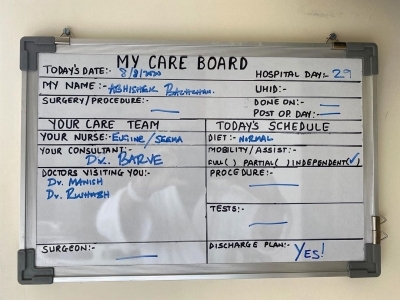 MY CARE BOARD
TODAY'S DATE:- 8/8/2020
HOSPITAL DAY:- 29
MY NAME:- ABHISHEK BACHCHAN.
UHID:-
SURGERY/PROCEDURE:- —
DONE ON:- —
POST OP. DAY:- —
YOUR CARE TEAM
TODAY'S SCHEDULE
YOUR NURSE:- EUGINE/SEEMA
DIET:- NORMAL
YOUR CONSULTANT:-
Dr. BARVE
MOBILITY/ASSIST:-
FULL( ) PARTIAL( ) INDEPENDENT(✓)
DOCTORS VISITING YOU:-
Dr. MANISH
Dr.
PROCEDURE:-
—
TESTS:-
—
SURGEON:- —
DISCHARGE PLAN:- YES!